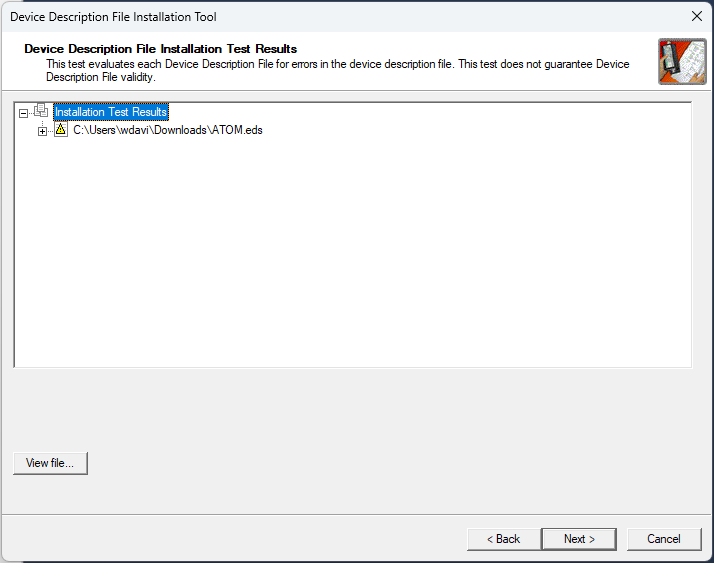 Device Description File Installation Tool
Device Description File Installation Test Results
This test evaluates each Device Description File for errors in the device description file. This test does not guarantee Device
Description File validity.
Installation Test Results
C:\Users\wdavi\Downloads\ATOM.eds
View file...
< Back
Next >
Cancel